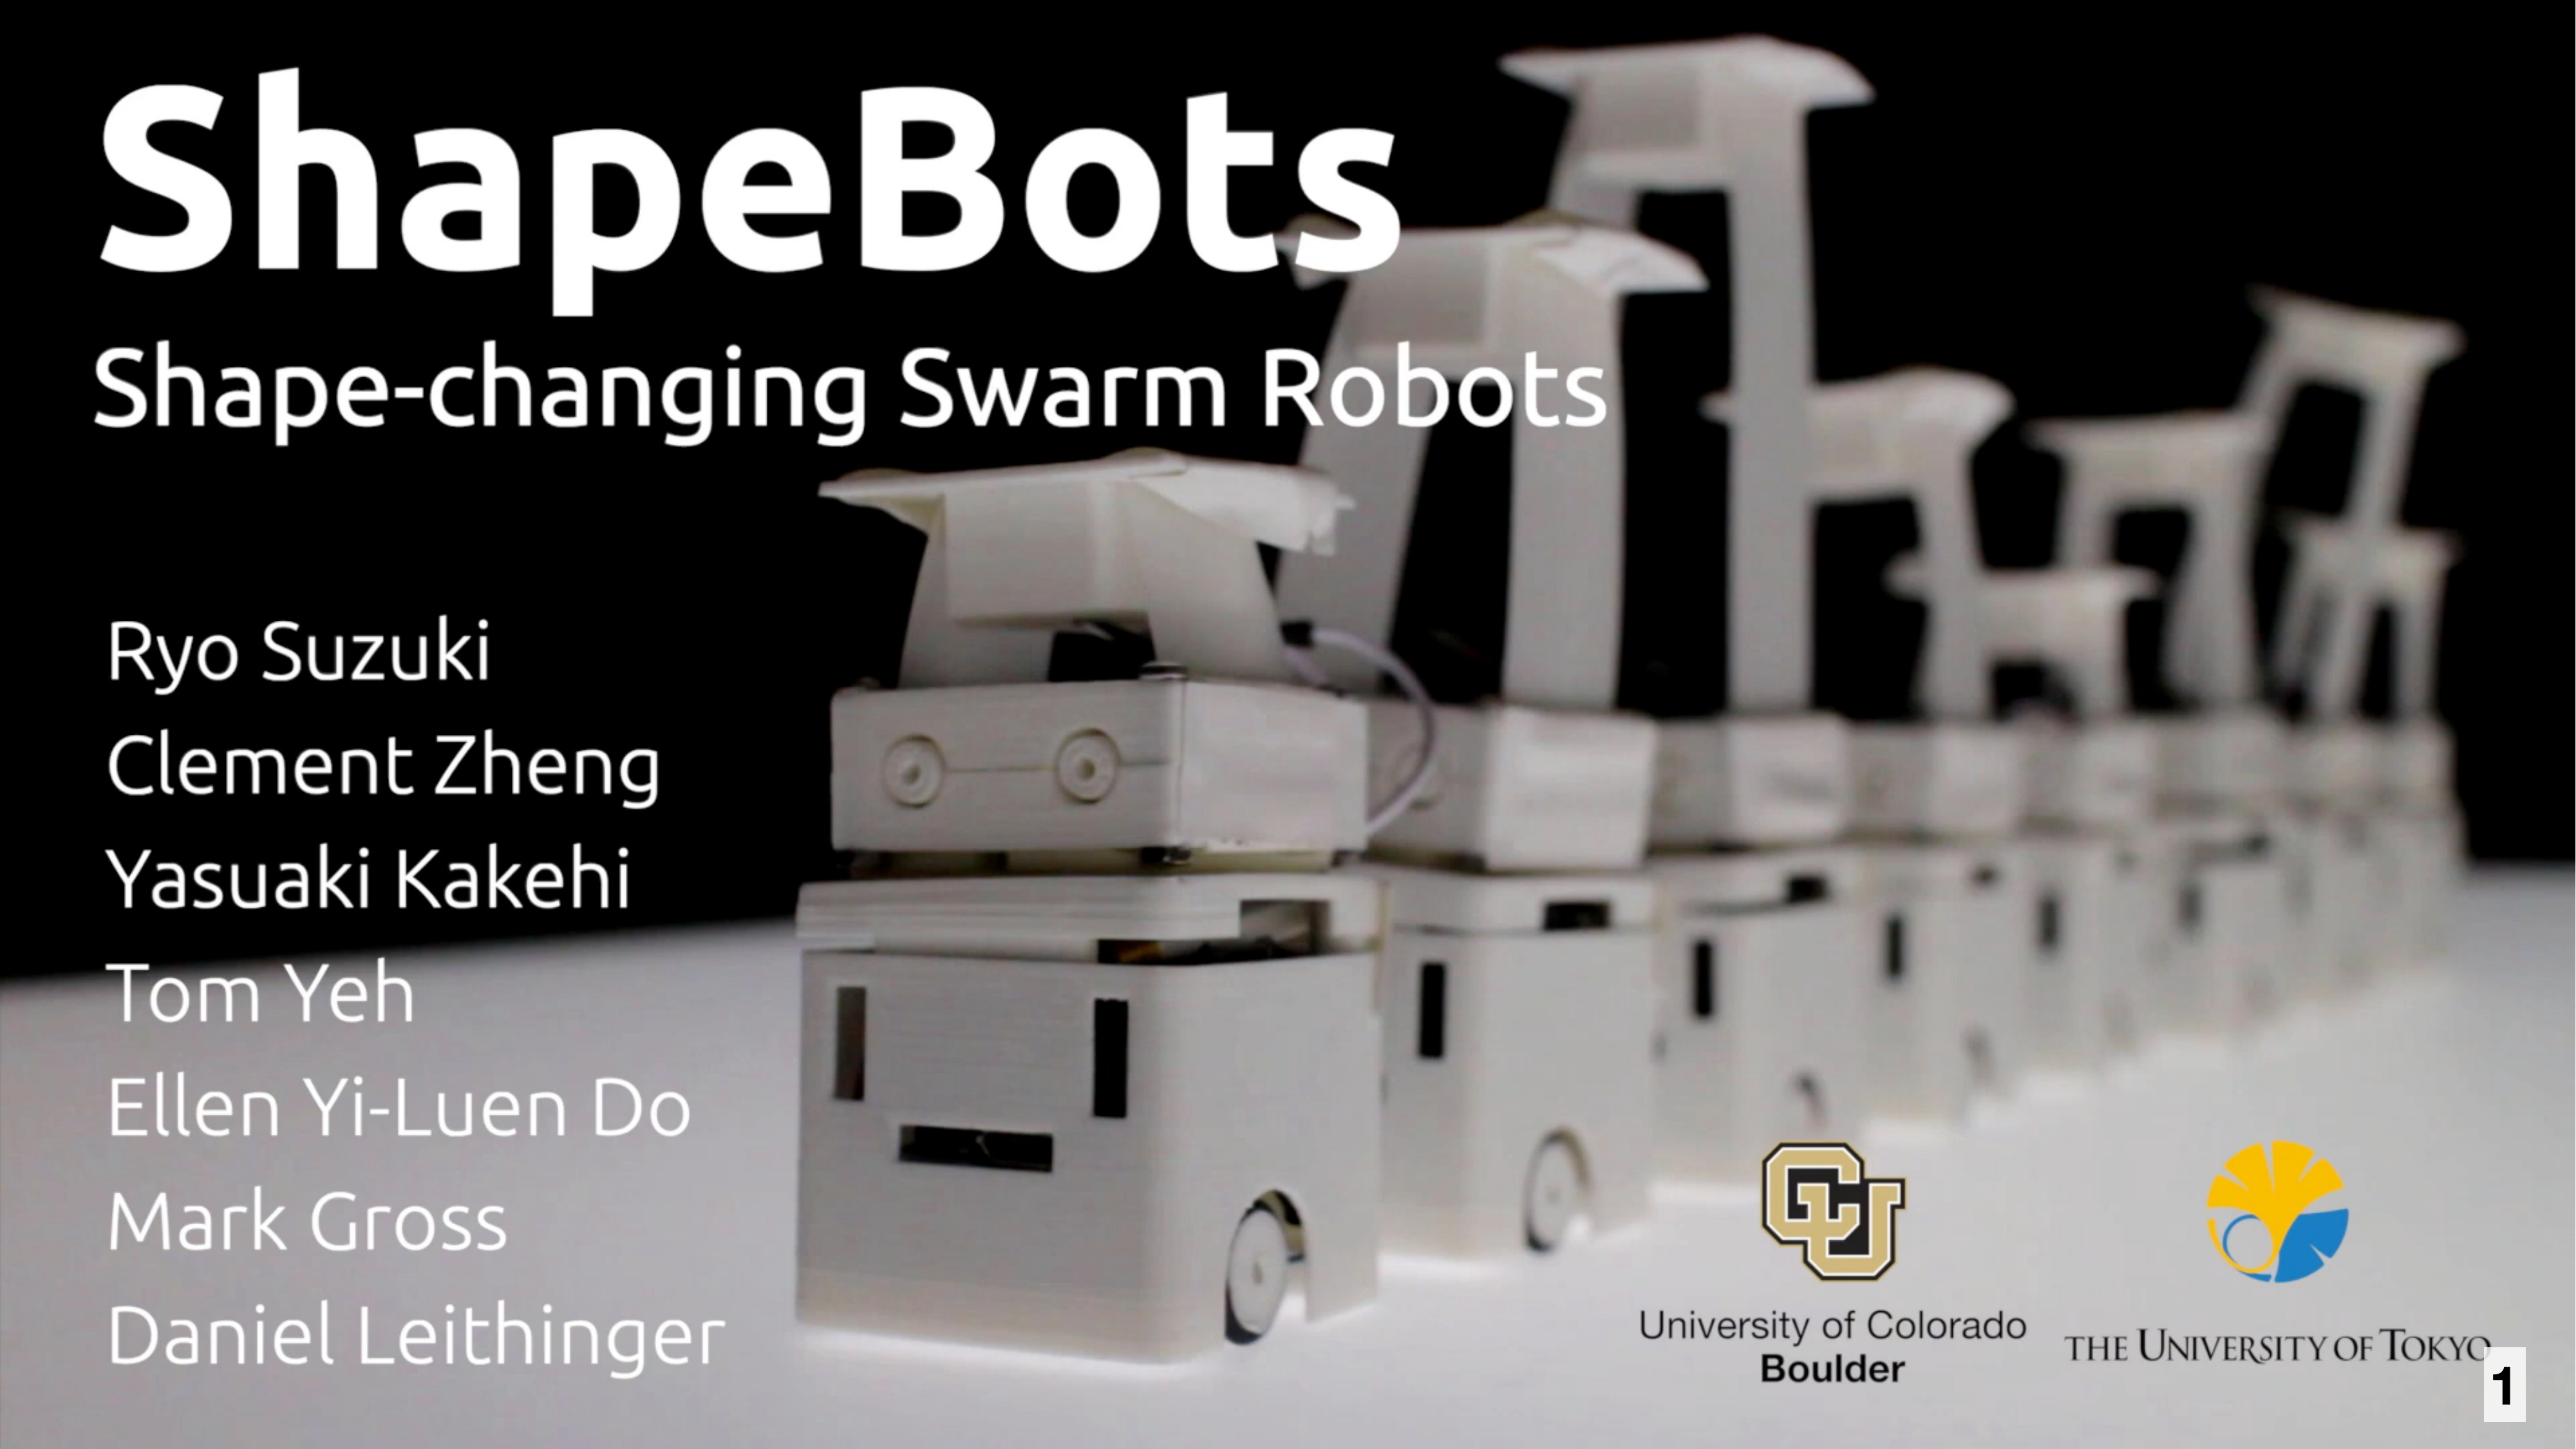 ShapeBots
Shape-changing Swarm Robots
Ryo Suzuki
Clement Zheng
Yasuaki Kakehi
Tom Yeh
Ellen Yi-Luen Do
Mark Gross
Daniel Leithinger
CU
University of Colorado
Boulder
THE UNIVERSITY OF TOKYO
1